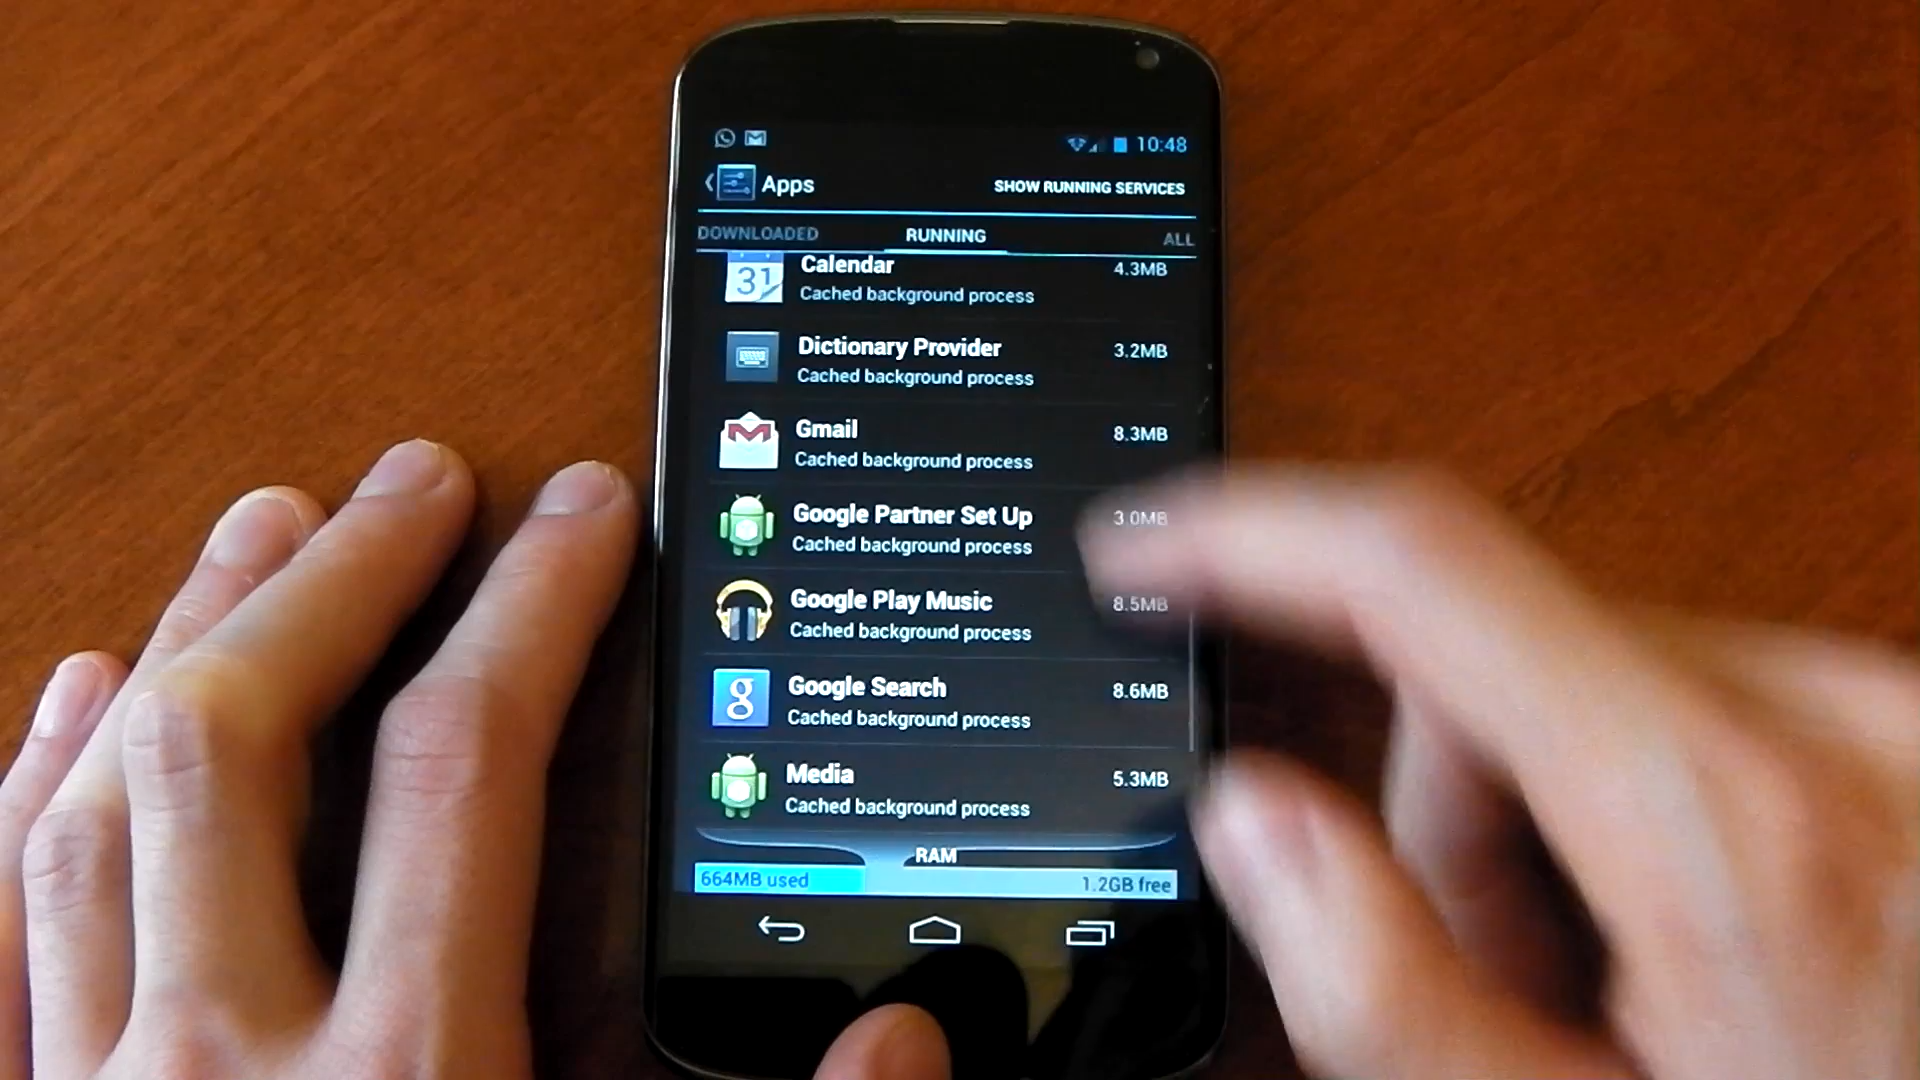 10:48
Apps
SHOW RUNNING SERVICES
DOWNLOADED RUNNING ALL
31
Calendar 4.3MB
Cached background process
Dictionary Provider 3.2MB
Cached background process
Gmail 8.3MB
Cached background process
Google Partner Set Up 3.0MB
Cached background process
Google Play Music 8.5MB
Cached background process
g
Google Search 8.6MB
Cached background process
Media 5.3MB
Cached background process
RAM
664MB used 1.2GB free